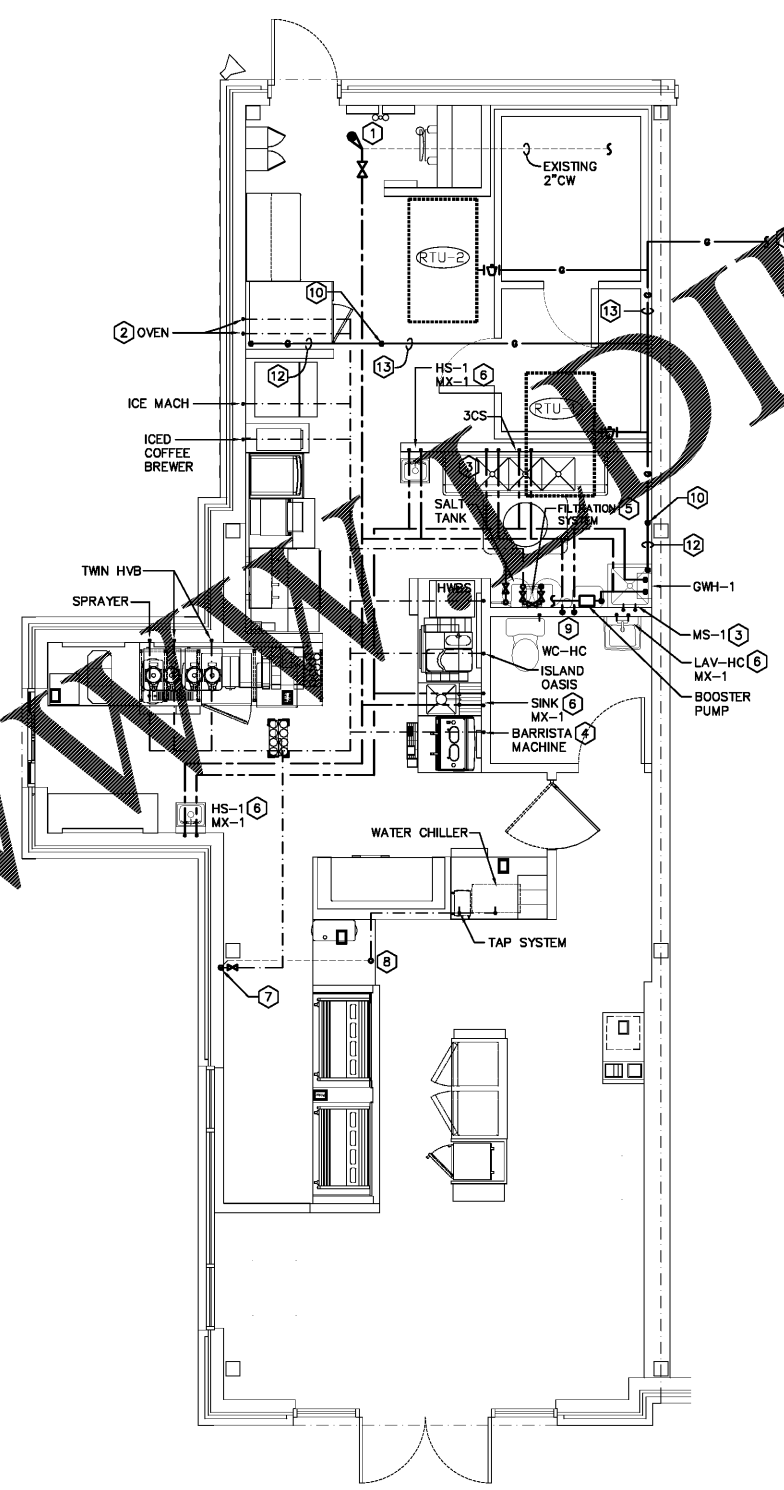 1
EXISTING
2"CW
RTU-2
G
G
G
10
13
2 OVEN
G
G
12
13
HS-1 6
MX-1
ICE MACH
3CS
RTU-
ICED
COFFEE
BREWER
3
G
SALT
TANK
FILTRATION 5
SYSTEM
10
12
TWIN HVB
HWBS
GWH-1
SPRAYER
9
MS-1 3
WC-HC
LAV-HC 6
MX-1
ISLAND
OASIS
SINK 6
MX-1
BOOSTER
PUMP
BARRISTA 4
MACHINE
HS-1 6
MX-1
WATER CHILLER
TAP SYSTEM
8
7
WWW LDI